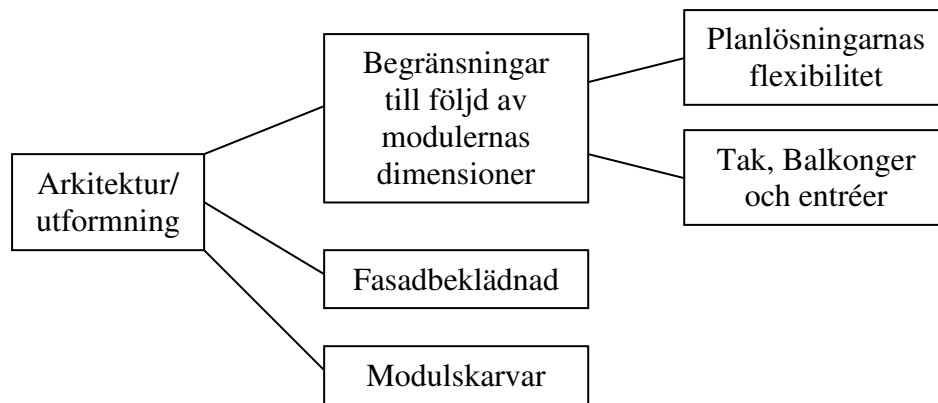 Arkitektur/
utformning
Begränsningar
till följd av
modulernas
dimensioner
Planlösningarnas
flexibilitet
Tak, Balkonger
och entréer
Fasadbeklädnad
Modulskarvar